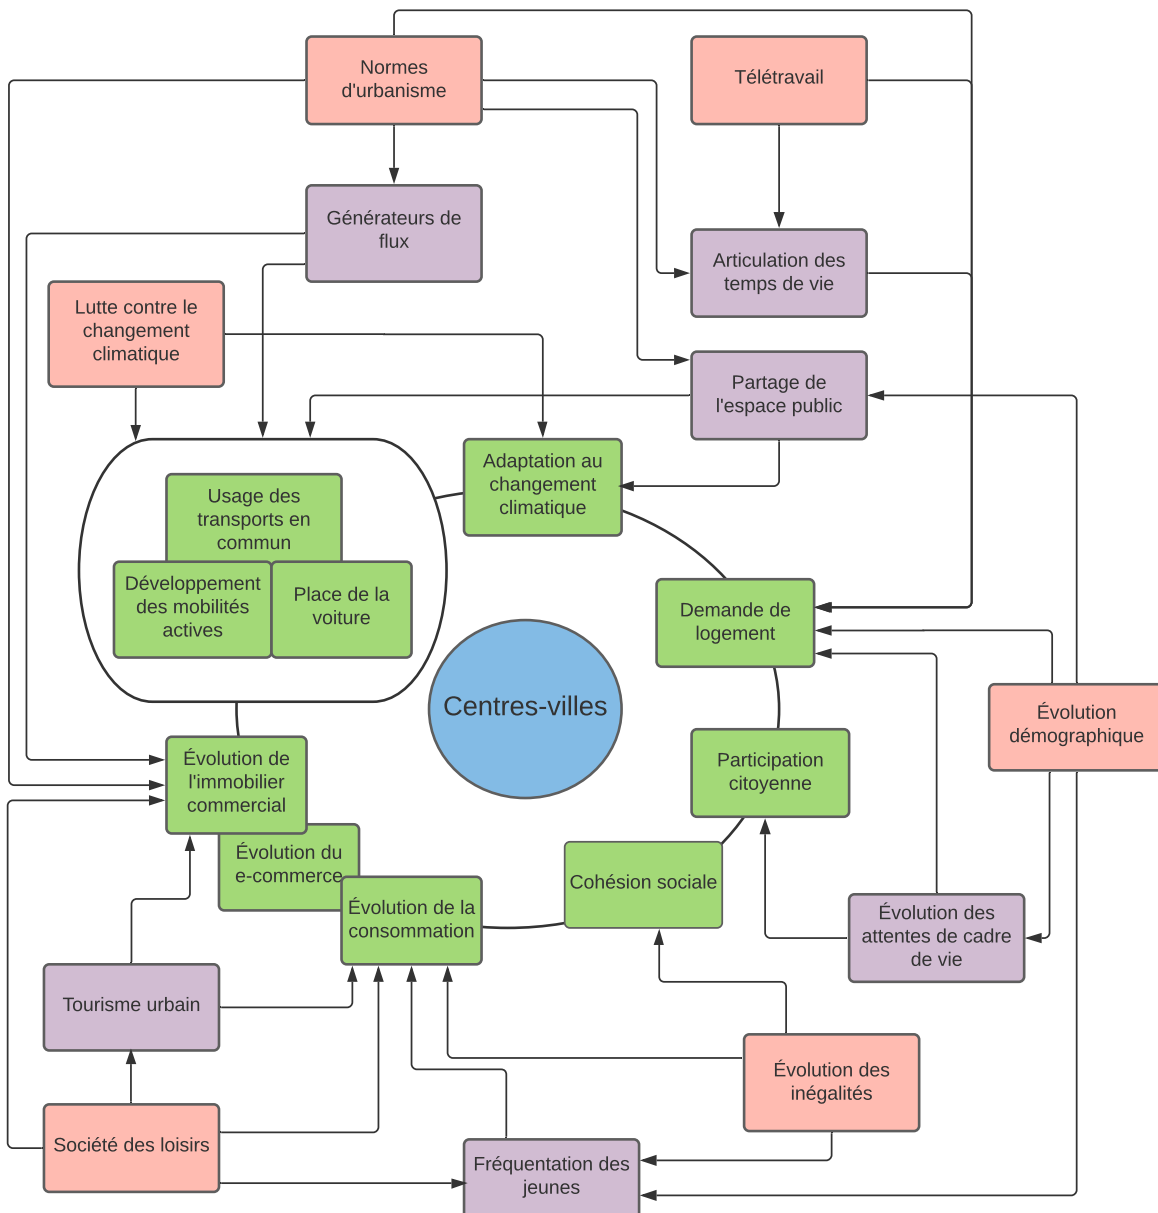 Normes
d'urbanisme
Télétravail
Générateurs de
flux
Articulation des
temps de vie
Lutte contre le
changement
climatique
Partage de
l'espace public
Adaptation au
changement
climatique
Usage des
transports en
commun
Développement
des mobilités
actives
Place de la
voiture
Demande de
logement
Centres-villes
Évolution
démographique
Participation
citoyenne
Évolution de
l'immobilier
commercial
Évolution du
e-commerce
Cohésion sociale
Évolution de la
consommation
Évolution des
attentes de cadre
de vie
Tourisme urbain
Évolution des
inégalités
Société des loisirs
Fréquentation des
jeunes